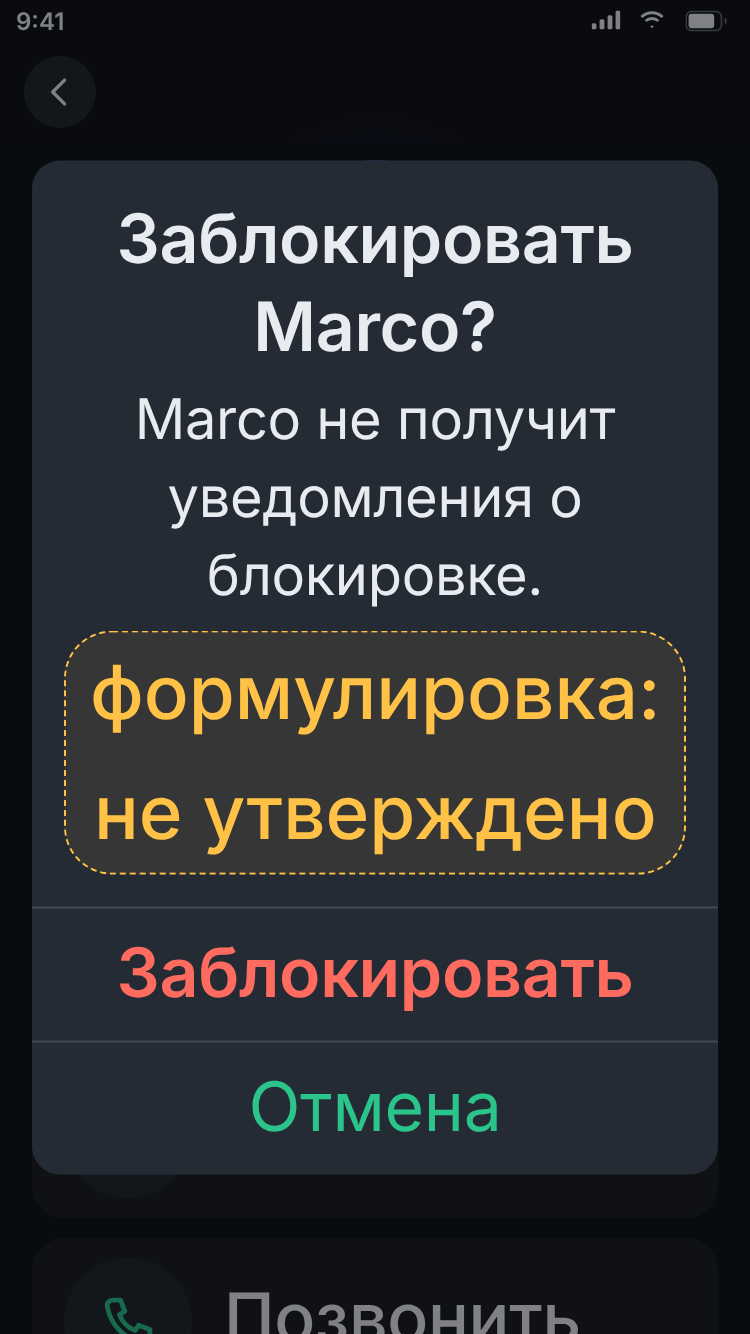 9:41
Заблокировать
Marco?
Marco не получит
уведомления о
блокировке.
формулировка:
не утверждено
Заблокировать
Отмена
Позвонить